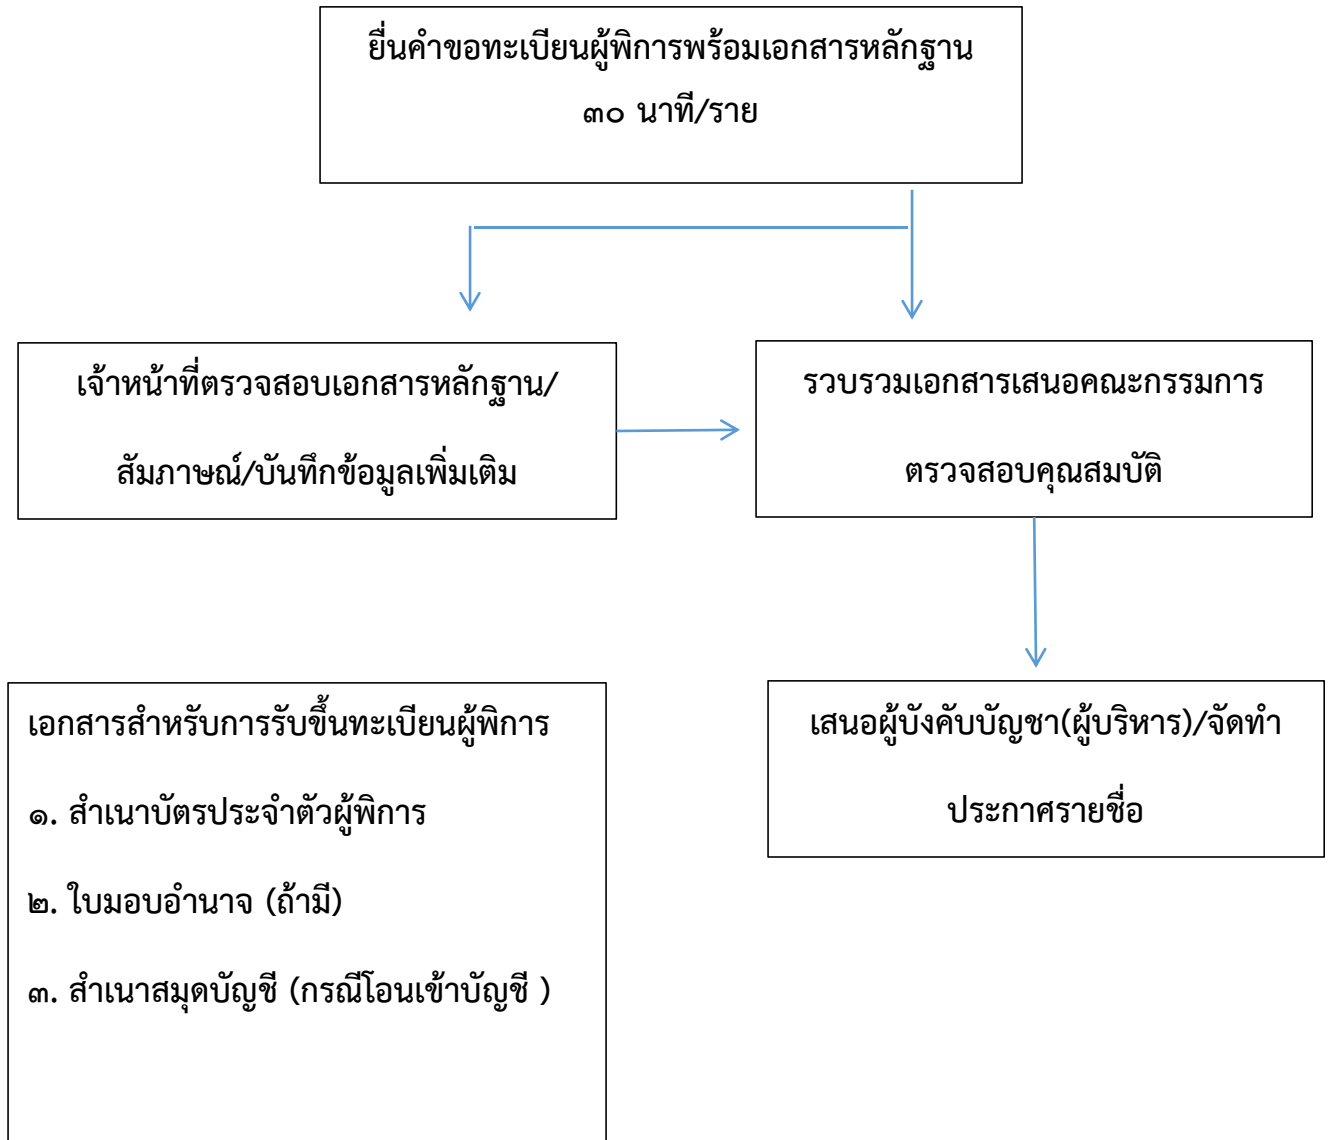 ยื่นคำขอทะเบียนผู้พิการพร้อมเอกสารหลักฐาน
๓๐ นาที/ราย
เจ้าหน้าที่ตรวจสอบเอกสารหลักฐาน/
สัมภาษณ์/บันทึกข้อมูลเพิ่มเติม
รวบรวมเอกสารเสนอคณะกรรมการ
ตรวจสอบคุณสมบัติ
เสนอผู้บังคับบัญชา(ผู้บริหาร)/จัดทำ
ประกาศรายชื่อ
เอกสารสำหรับการรับขึ้นทะเบียนผู้พิการ
๑. สำเนาบัตรประจำตัวผู้พิการ
๒. ใบมอบอำนาจ (ถ้ามี)
๓. สำเนาสมุดบัญชี (กรณีโอนเข้าบัญชี )